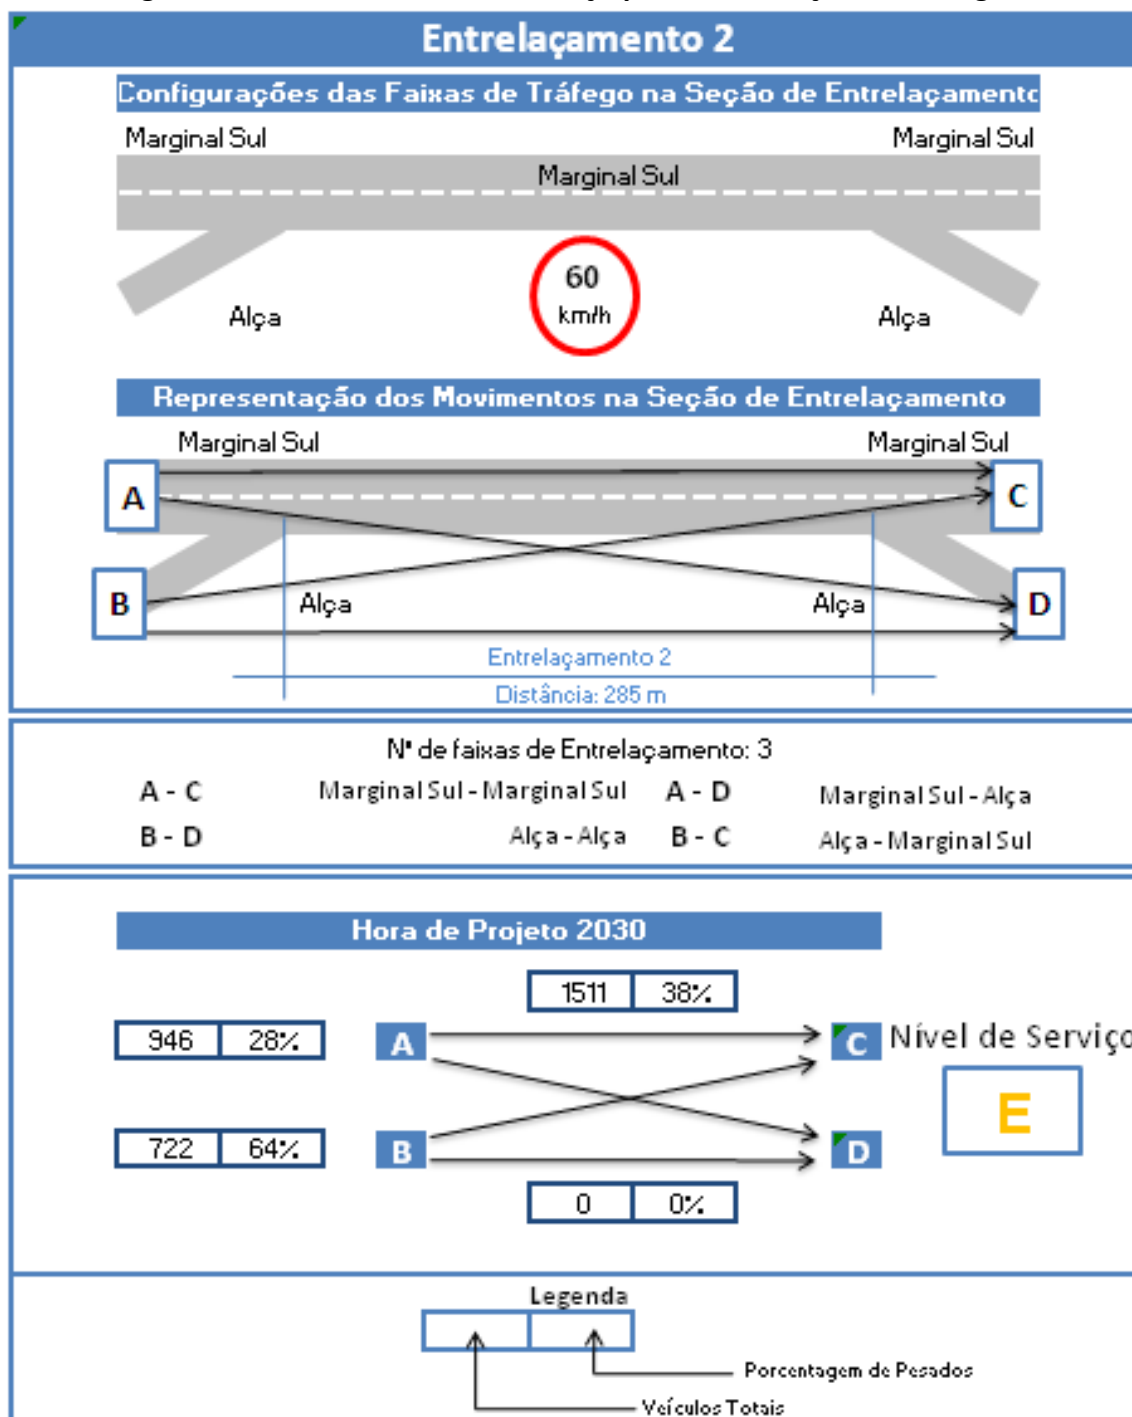 Entrelaçamento 2
Configurações das Faixas de Tráfego na Seção de Entrelaçamento
Marginal Sul
Marginal Sul
Marginal Sul
60
km/h
Alça
Alça
Representação dos Movimentos na Seção de Entrelaçamento
Marginal Sul
Marginal Sul
A
C
B
Alça
Alça
D
Entrelaçamento 2
Distância: 285 m
Nº de faixas de Entrelaçamento: 3
A - C Marginal Sul - Marginal Sul A - D Marginal Sul - Alça
B - D Alça - Alça B - C Alça - Marginal Sul
Hora de Projeto 2030
1511 38%
946 28% A C Nível de Serviço
E
722 64% B D
0 0%
Legenda
Porcentagem de Pesados
Veículos Totais